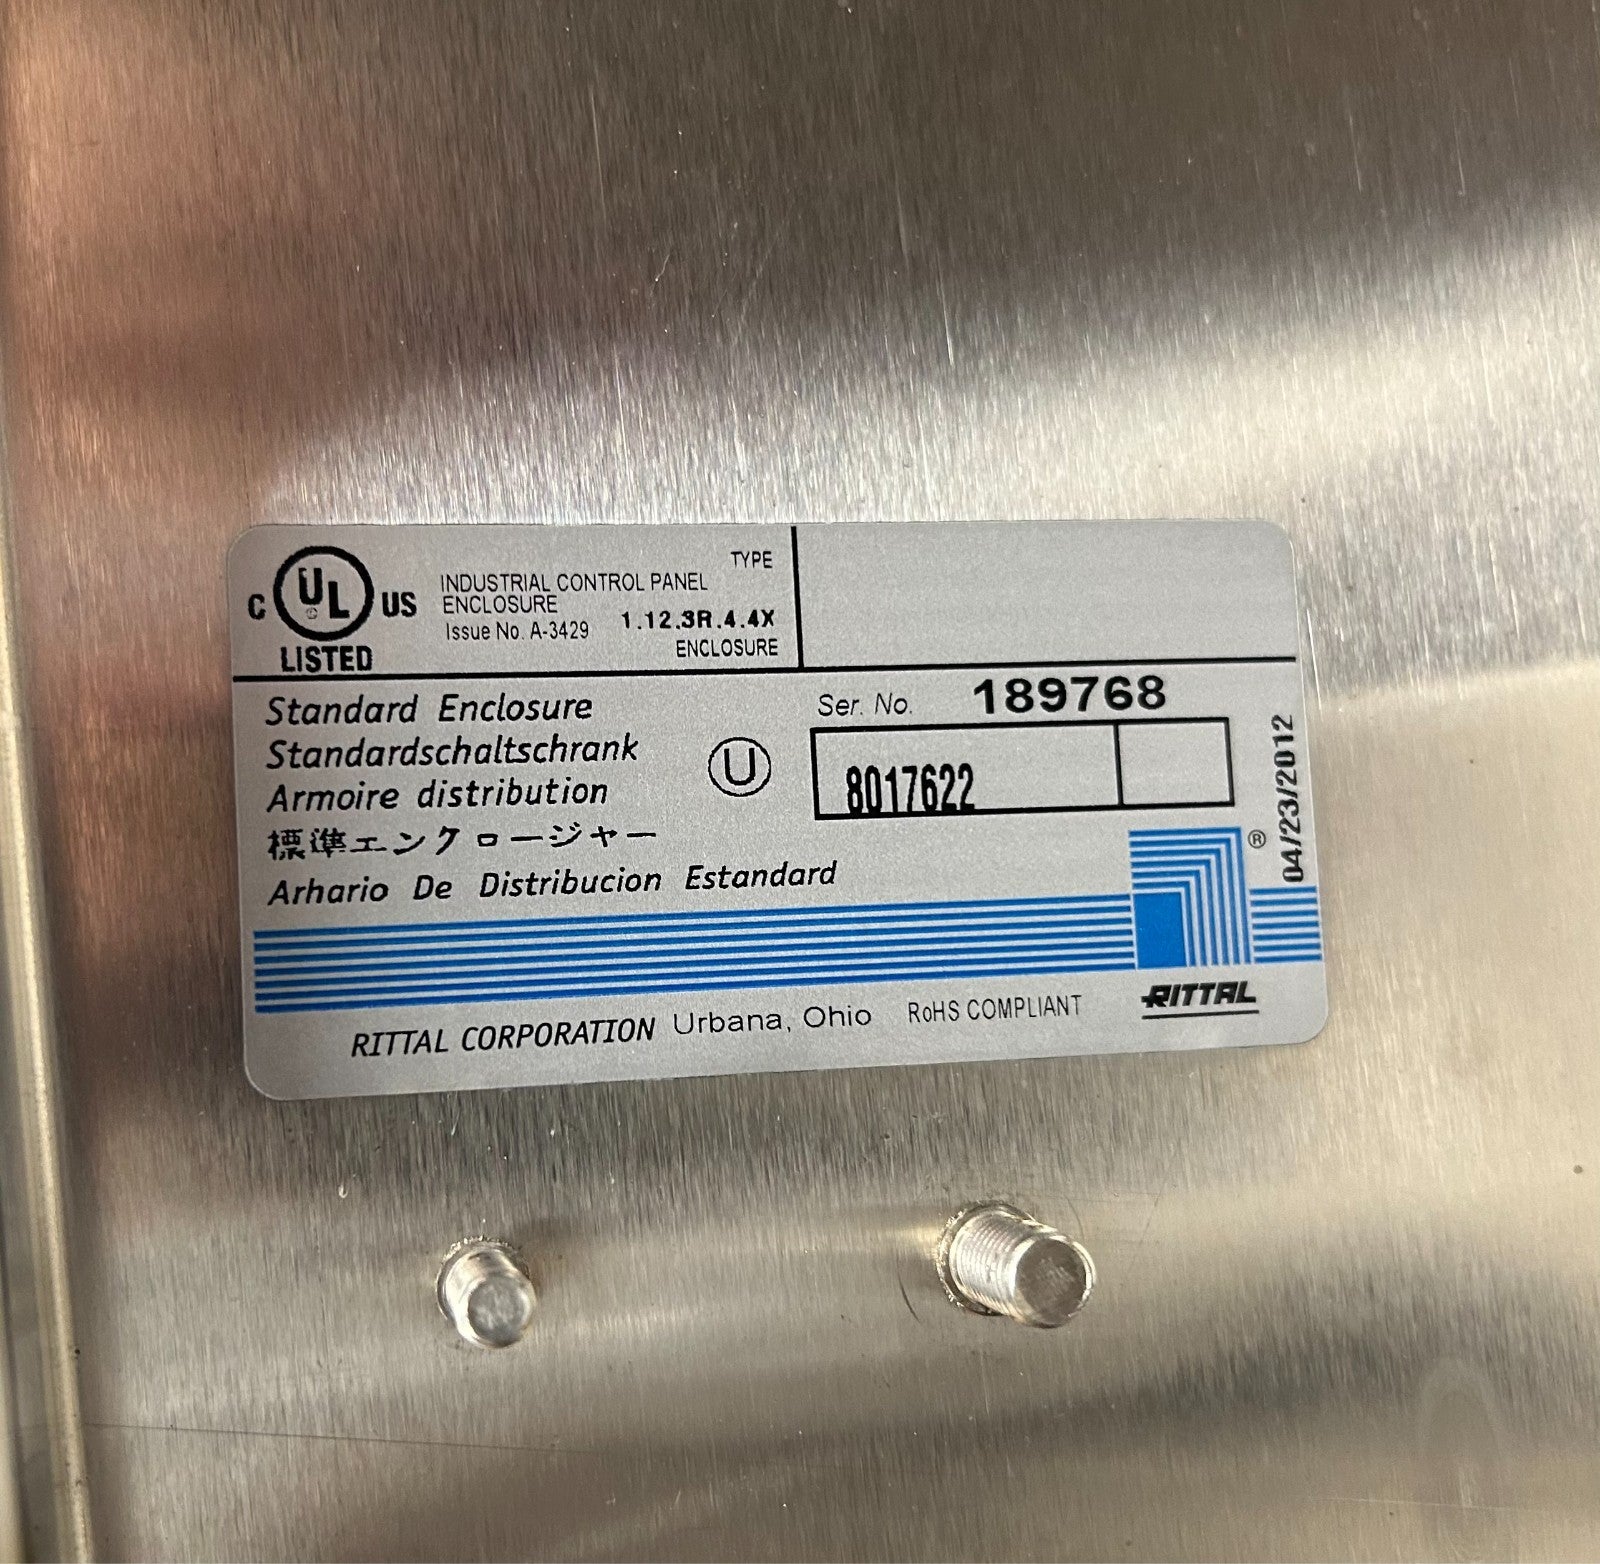 C UL US
LISTED
TYPE
INDUSTRIAL CONTROL PANEL
ENCLOSURE
Issue No. A-3429
1.12.3R.4.4X
ENCLOSURE
Standard Enclosure
Standardschaltschrank
Armoire distribution
標準エンクロージャー
Arhario De Distribucion Estandard
U
Ser. No. 189768
8017622
04/23/2012
®
RITTAL
RITTAL CORPORATION Urbana, Ohio RoHS COMPLIANT